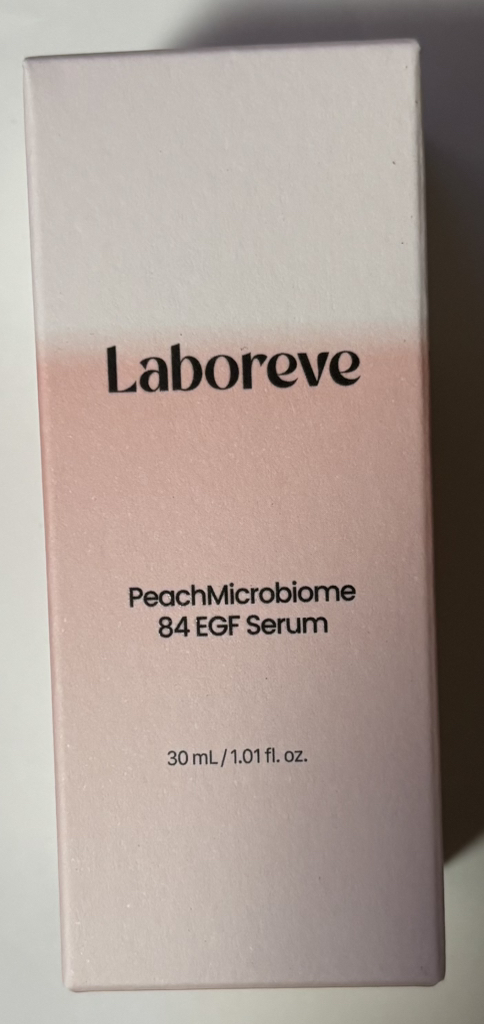 Laboreve
PeachMicrobiome
84 EGF Serum
30 mL / 1.01 fl. oz.